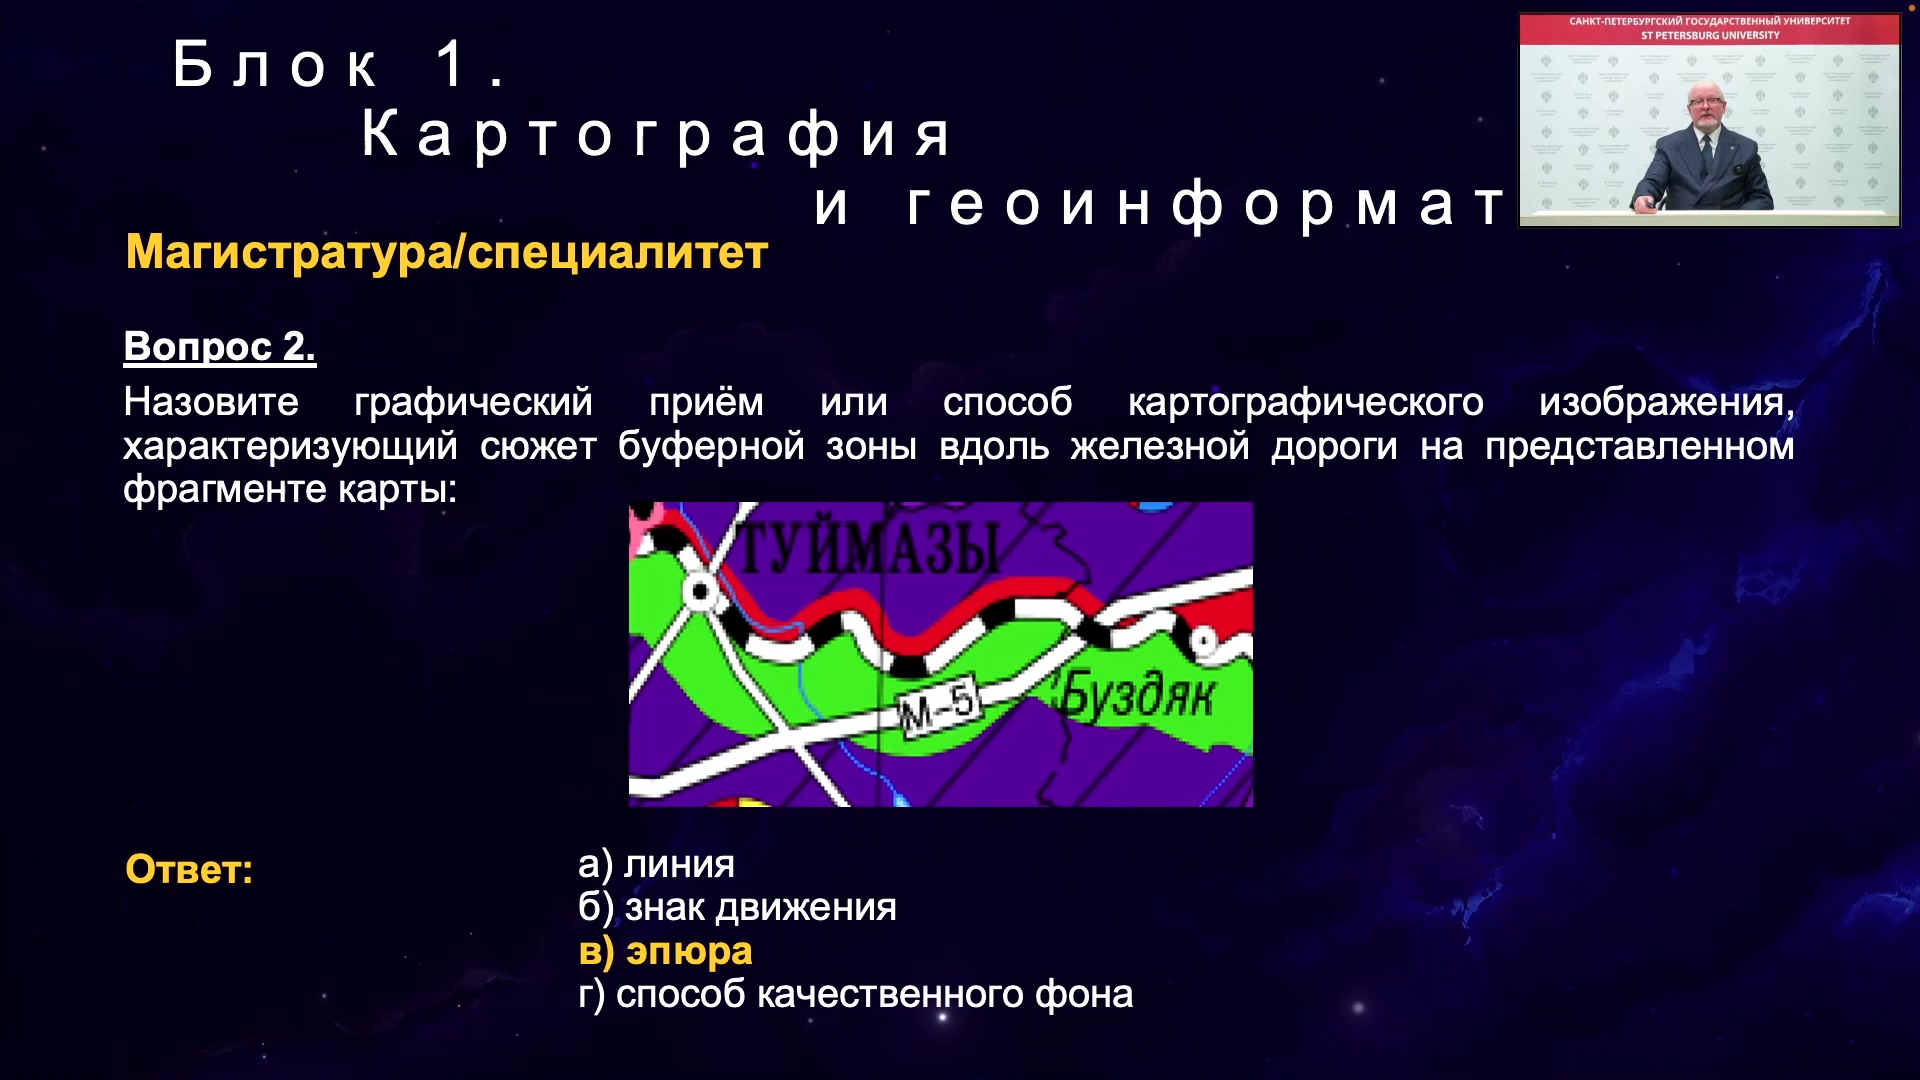 Блок 1.
Картография
и геоинформат
САНКТ-ПЕТЕРБУРГСКИЙ ГОСУДАРСТВЕННЫЙ УНИВЕРСИТЕТ
ST PETERSBURG UNIVERSITY
Магистратура/специалитет
Вопрос 2.
Назовите графический приём или способ картографического изображения,
характеризующий сюжет буферной зоны вдоль железной дороги на представленном
фрагменте карты:
ТУЙМАЗЫ
М-5
Буздяк
Ответ:
а) линия
б) знак движения
в) эпюра
г) способ качественного фона